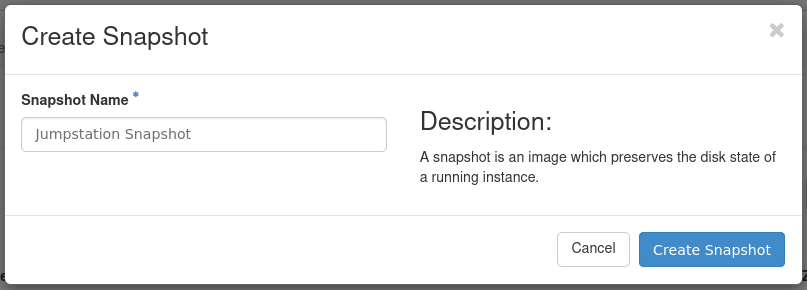 Create Snapshot
✖
Snapshot Name *
Jumpstation Snapshot
Description:
A snapshot is an image which preserves the disk state of
a running instance.
Cancel
Create Snapshot